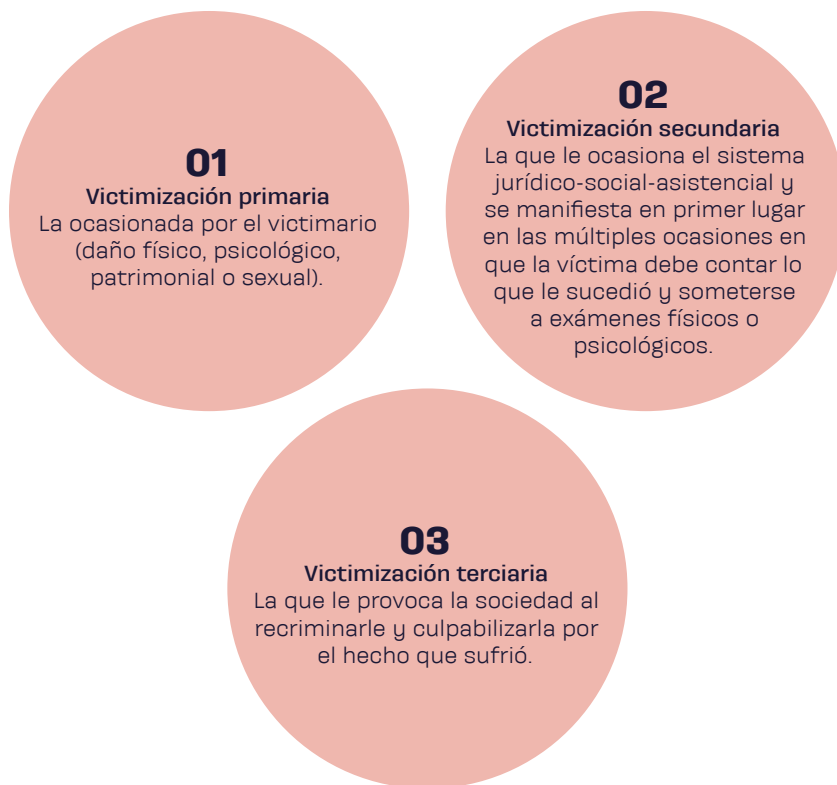 01
Victimización primaria
La ocasionada por el victimario
(daño físico, psicológico,
patrimonial o sexual).
02
Victimización secundaria
La que le ocasiona el sistema
jurídico-social-asistencial y
se manifiesta en primer lugar
en las múltiples ocasiones en
que la víctima debe contar lo
que le sucedió y someterse
a exámenes físicos o
psicológicos.
03
Victimización terciaria
La que le provoca la sociedad al
recriminarle y culpabilizarla por
el hecho que sufrió.